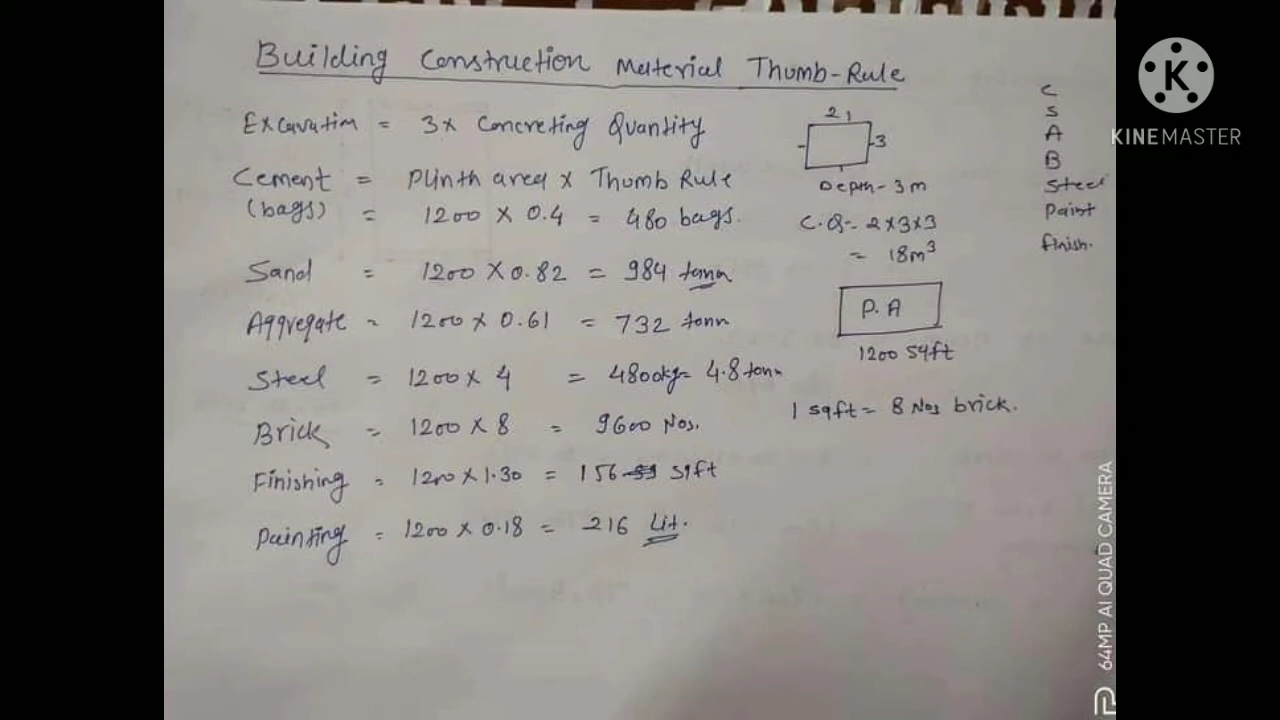 Building Construction Material Thumb-Rule
Excavation = 3x Concreting Quantity
Cement = Plinth area x Thumb Rule
(bags) = 1200 x 0.4 = 480 bags.
Sand = 1200 x 0.82 = 984 tonn
Aggregate = 1200 x 0.61 = 732 tonn
Steel = 1200 x 4 = 4800kg= 4.8 tonn
Brick = 1200 x 8 = 9600 Nos.
Finishing = 1200 x 1.30 = 156 sqft
Painting = 1200 x 0.18 = 216 Lit.
2
3
Depth - 3 m
C.Q- 2x3x3
= 18m³
P.A
1200 sqft
1 sqft = 8 Nos brick.
C
S
A
B
Steel
Paint
finish.
K
KINEMASTER
64MP AI QUAD CAMERA